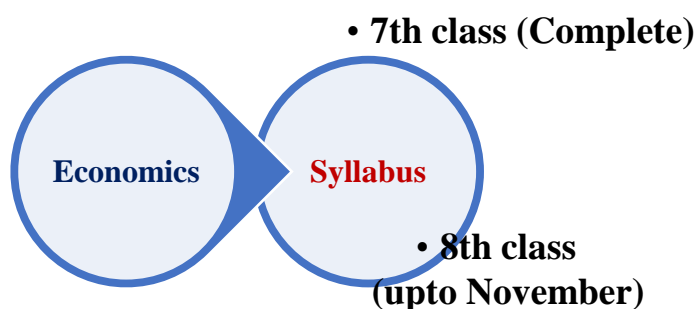 • 7th class (Complete)
Economics
Syllabus
• 8th class
(upto November)